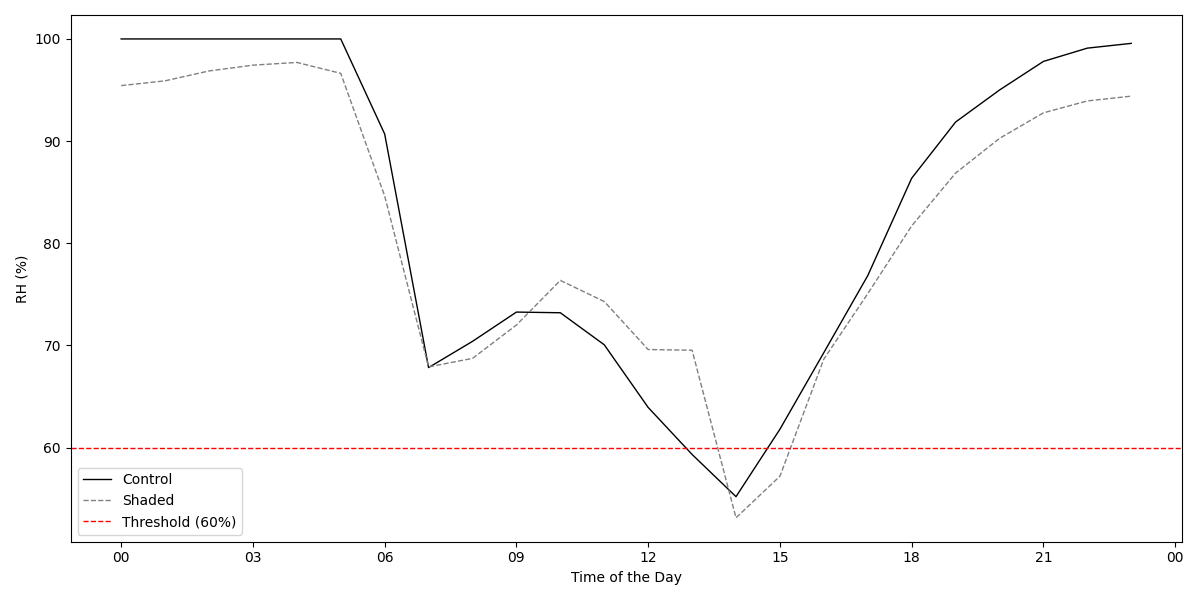 100
90
80
70
60
RH (%)
Control
Shaded
Threshold (60%)
00 03 06 09 12 15 18 21 00
Time of the Day